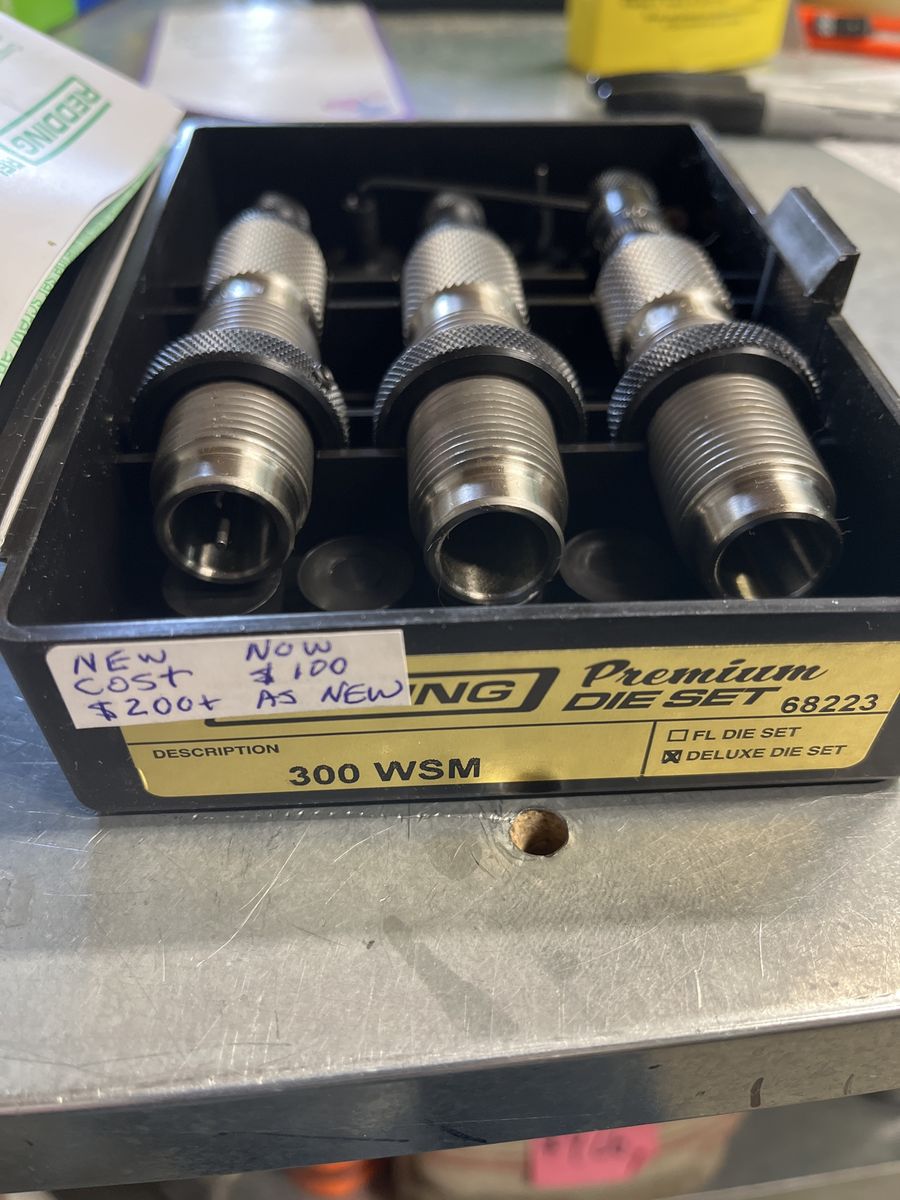 REDDING
NEW
COST
$200+
NOW
$100
AS NEW
NG
Premium
DIE SET 68223
DESCRIPTION
300 WSM
FL DIE SET
DELUXE DIE SET